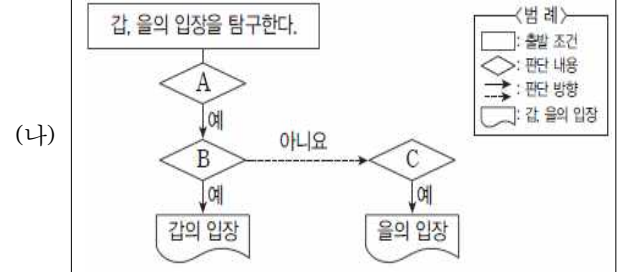 갑, 을의 입장을 탐구한다.
<범 례>
: 출발 조건
: 판단 내용
: 판단 방향
: 갑, 을의 입장
A
예
(나)
B
아니요
C
예
예
갑의 입장
을의 입장